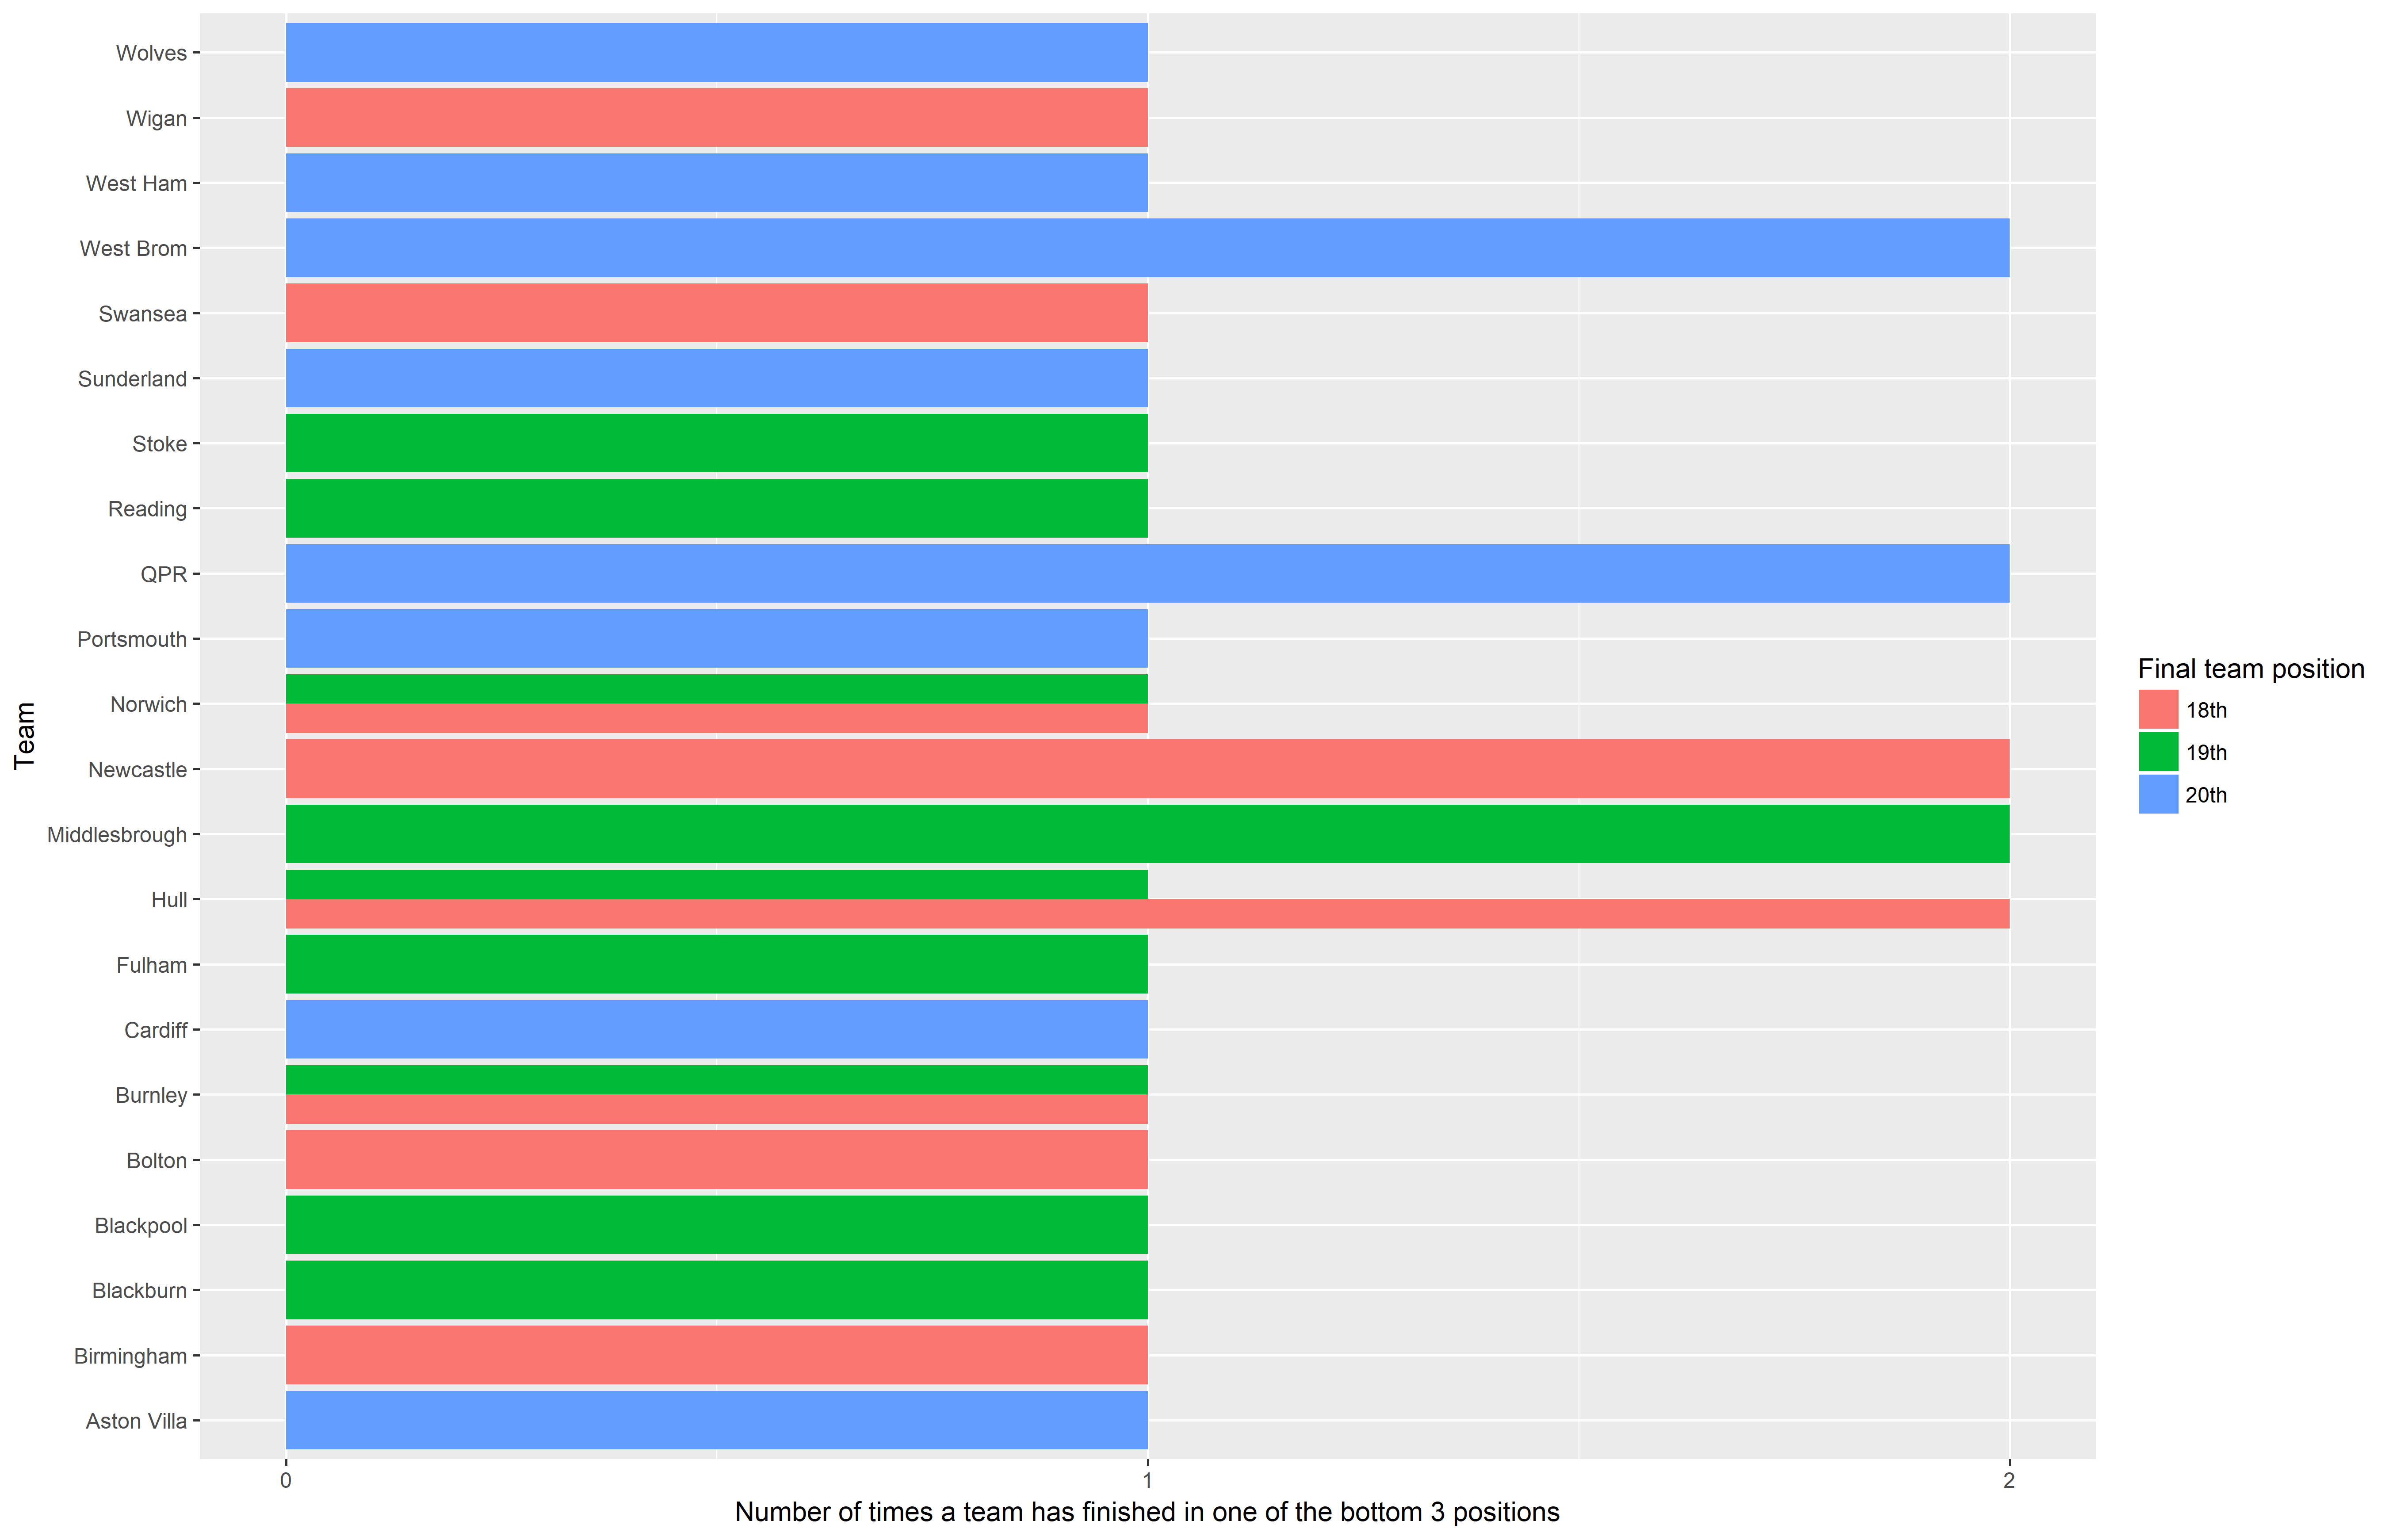 Wolves
Wigan
West Ham
West Brom
Swansea
Sunderland
Stoke
Reading
QPR
Portsmouth
Norwich
Newcastle
Middlesbrough
Hull
Fulham
Cardiff
Burnley
Bolton
Blackpool
Blackburn
Birmingham
Aston Villa
Team
0 1 2
Number of times a team has finished in one of the bottom 3 positions
Final team position
18th
19th
20th